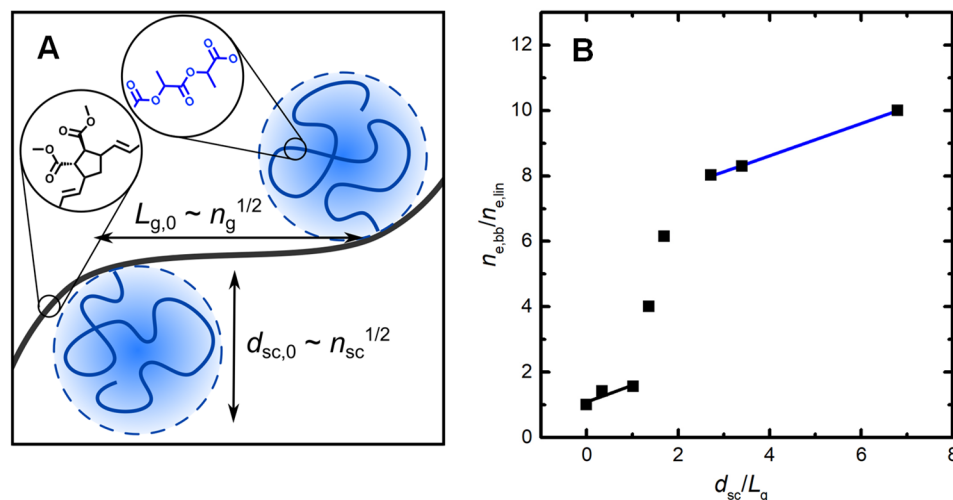 A
O
O
O
O
O
O
O
O
O
L_g,0 ~ n_g^1/2
d_sc,0 ~ n_sc^1/2
B
n_e,bb/n_e,lin
12
10
8
6
4
2
0
0 2 4 6 8
d_sc/L_g